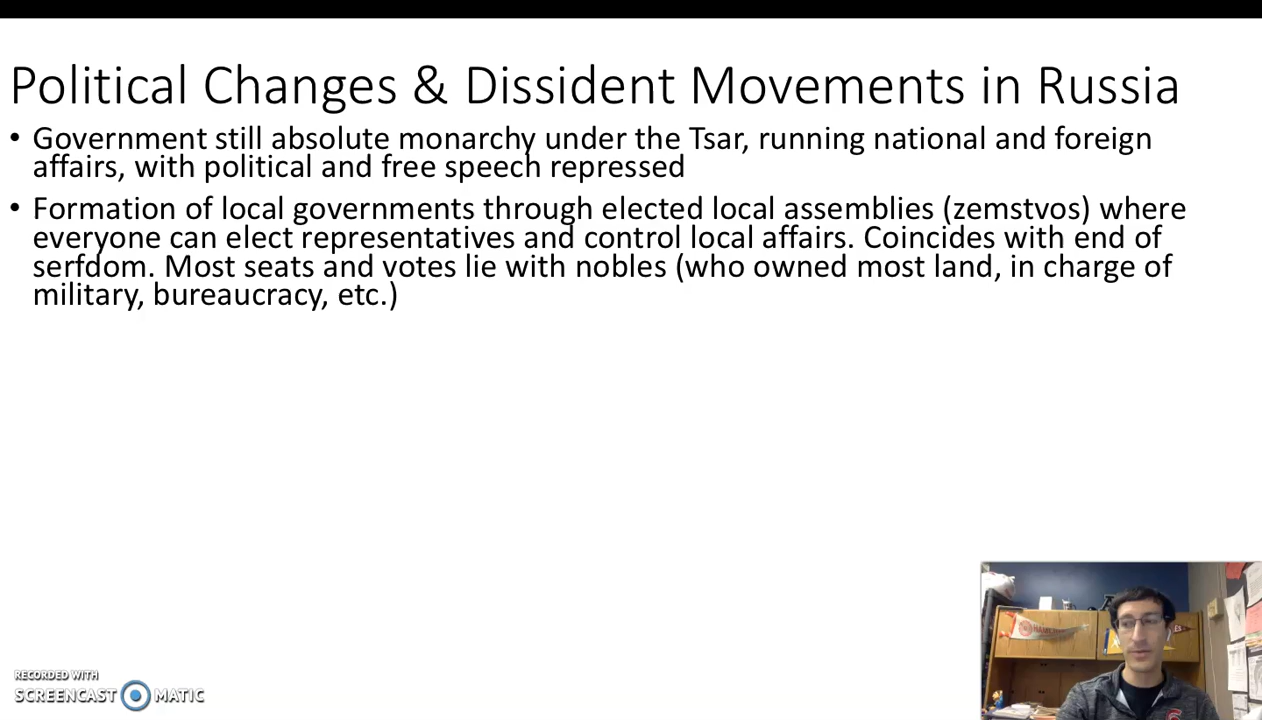 Political Changes & Dissident Movements in Russia
• Government still absolute monarchy under the Tsar, running national and foreign
affairs, with political and free speech repressed
• Formation of local governments through elected local assemblies (zemstvos) where
everyone can elect representatives and control local affairs. Coincides with end of
serfdom. Most seats and votes lie with nobles (who owned most land, in charge of
military, bureaucracy, etc.)
RECORDED WITH
SCREENCAST MATIC